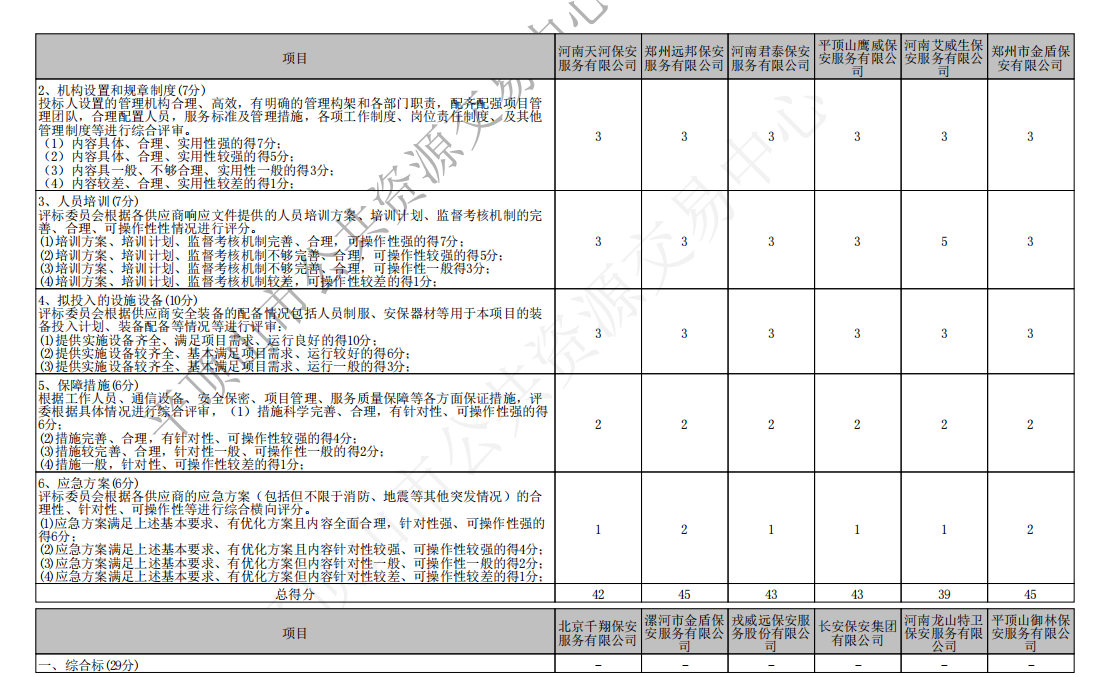 项目
河南天河保安服务有限公司
郑州远邦保安服务有限公司
河南君泰保安服务有限公司
平顶山鹰威保安服务有限公司
河南艾威生保安服务有限公司
郑州市金盾保安有限公司
2、机构设置和规章制度(7分)
投标人设置的管理机构合理、高效，有明确的管理构架和各部门职责，配齐配强项目管
理团队，合理配置人员，服务标准及管理措施，各项工作制度、岗位责任制度、及其他
管理制度等进行综合评审。
（1）内容具体、合理、实用性强的得7分；
（2）内容具体、合理、实用性较强的得5分；
（3）内容具一般、不够合理、实用性一般的得3分；
（4）内容较差、合理、实用性较差的得1分；
3 3 3 3 3 3
3、人员培训(7分)
评标委员会根据各供应商响应文件提供的人员培训方案、培训计划、监督考核机制的完
善、合理、可操作性性情况进行评分。
(1)培训方案、培训计划、监督考核机制完善、合理，可操作性强的得7分；
(2)培训方案、培训计划、监督考核机制不够完善、合理，可操作性较强的得5分；
(3)培训方案、培训计划、监督考核机制不够完善、合理，可操作性一般得3分；
(4)培训方案、培训计划、监督考核机制较差，可操作性较差的得1分；
3 3 3 3 5 3
4、拟投入的设施设备(10分)
评标委员会根据供应商安全装备的配备情况包括人员制服、安保器材等用于本项目的装
备投入计划、装备配备等情况等进行评审：
(1)提供实施设备齐全、满足项目需求、运行良好的得10分；
(2)提供实施设备较齐全、基本满足项目需求、运行较好的得6分；
(3)提供实施设备较齐全、基本满足项目需求、运行一般的得3分；
3 3 3 3 3 3
5、保障措施(6分)
根据工作人员、通信设备、安全保密、项目管理、服务质量保障等各方面保证措施，评
委根据具体情况进行综合评审，（1）措施科学完善、合理，有针对性、可操作性强的得
6分；
(2)措施完善、合理，有针对性、可操作性较强的得4分；
(3)措施较完善、合理，针对性一般、可操作性一般的得2分；
(4)措施一般，针对性、可操作性较差的得1分；
2 2 2 2 2 2
6、应急方案(6分)
评标委员会根据各供应商的应急方案（包括但不限于消防、地震等其他突发情况）的合
理性、针对性、可操作性等进行综合横向评分。
(1)应急方案满足上述基本要求、有优化方案且内容全面合理，针对性强、可操作性强的
得6分；
(2)应急方案满足上述基本要求、有优化方案且内容针对性较强、可操作性较强的得4分；
(3)应急方案满足上述基本要求、有优化方案但内容针对性一般、可操作性一般的得2分；
(4)应急方案满足上述基本要求、有优化方案但内容针对性较差、可操作性较差的得1分；
1 2 1 1 1 2
总得分 42 45 43 43 39 45
项目
北京千翔保安服务有限公司
漯河市金盾保安服务有限公司
戎威远保安服务股份有限公司
长安保安集团有限公司
河南龙山特卫保安服务有限公司
平顶山御林保安服务有限公司
一、综合标(29分) - - - - - -
平顶山市公共资源交易中心
市公共资源交易中心